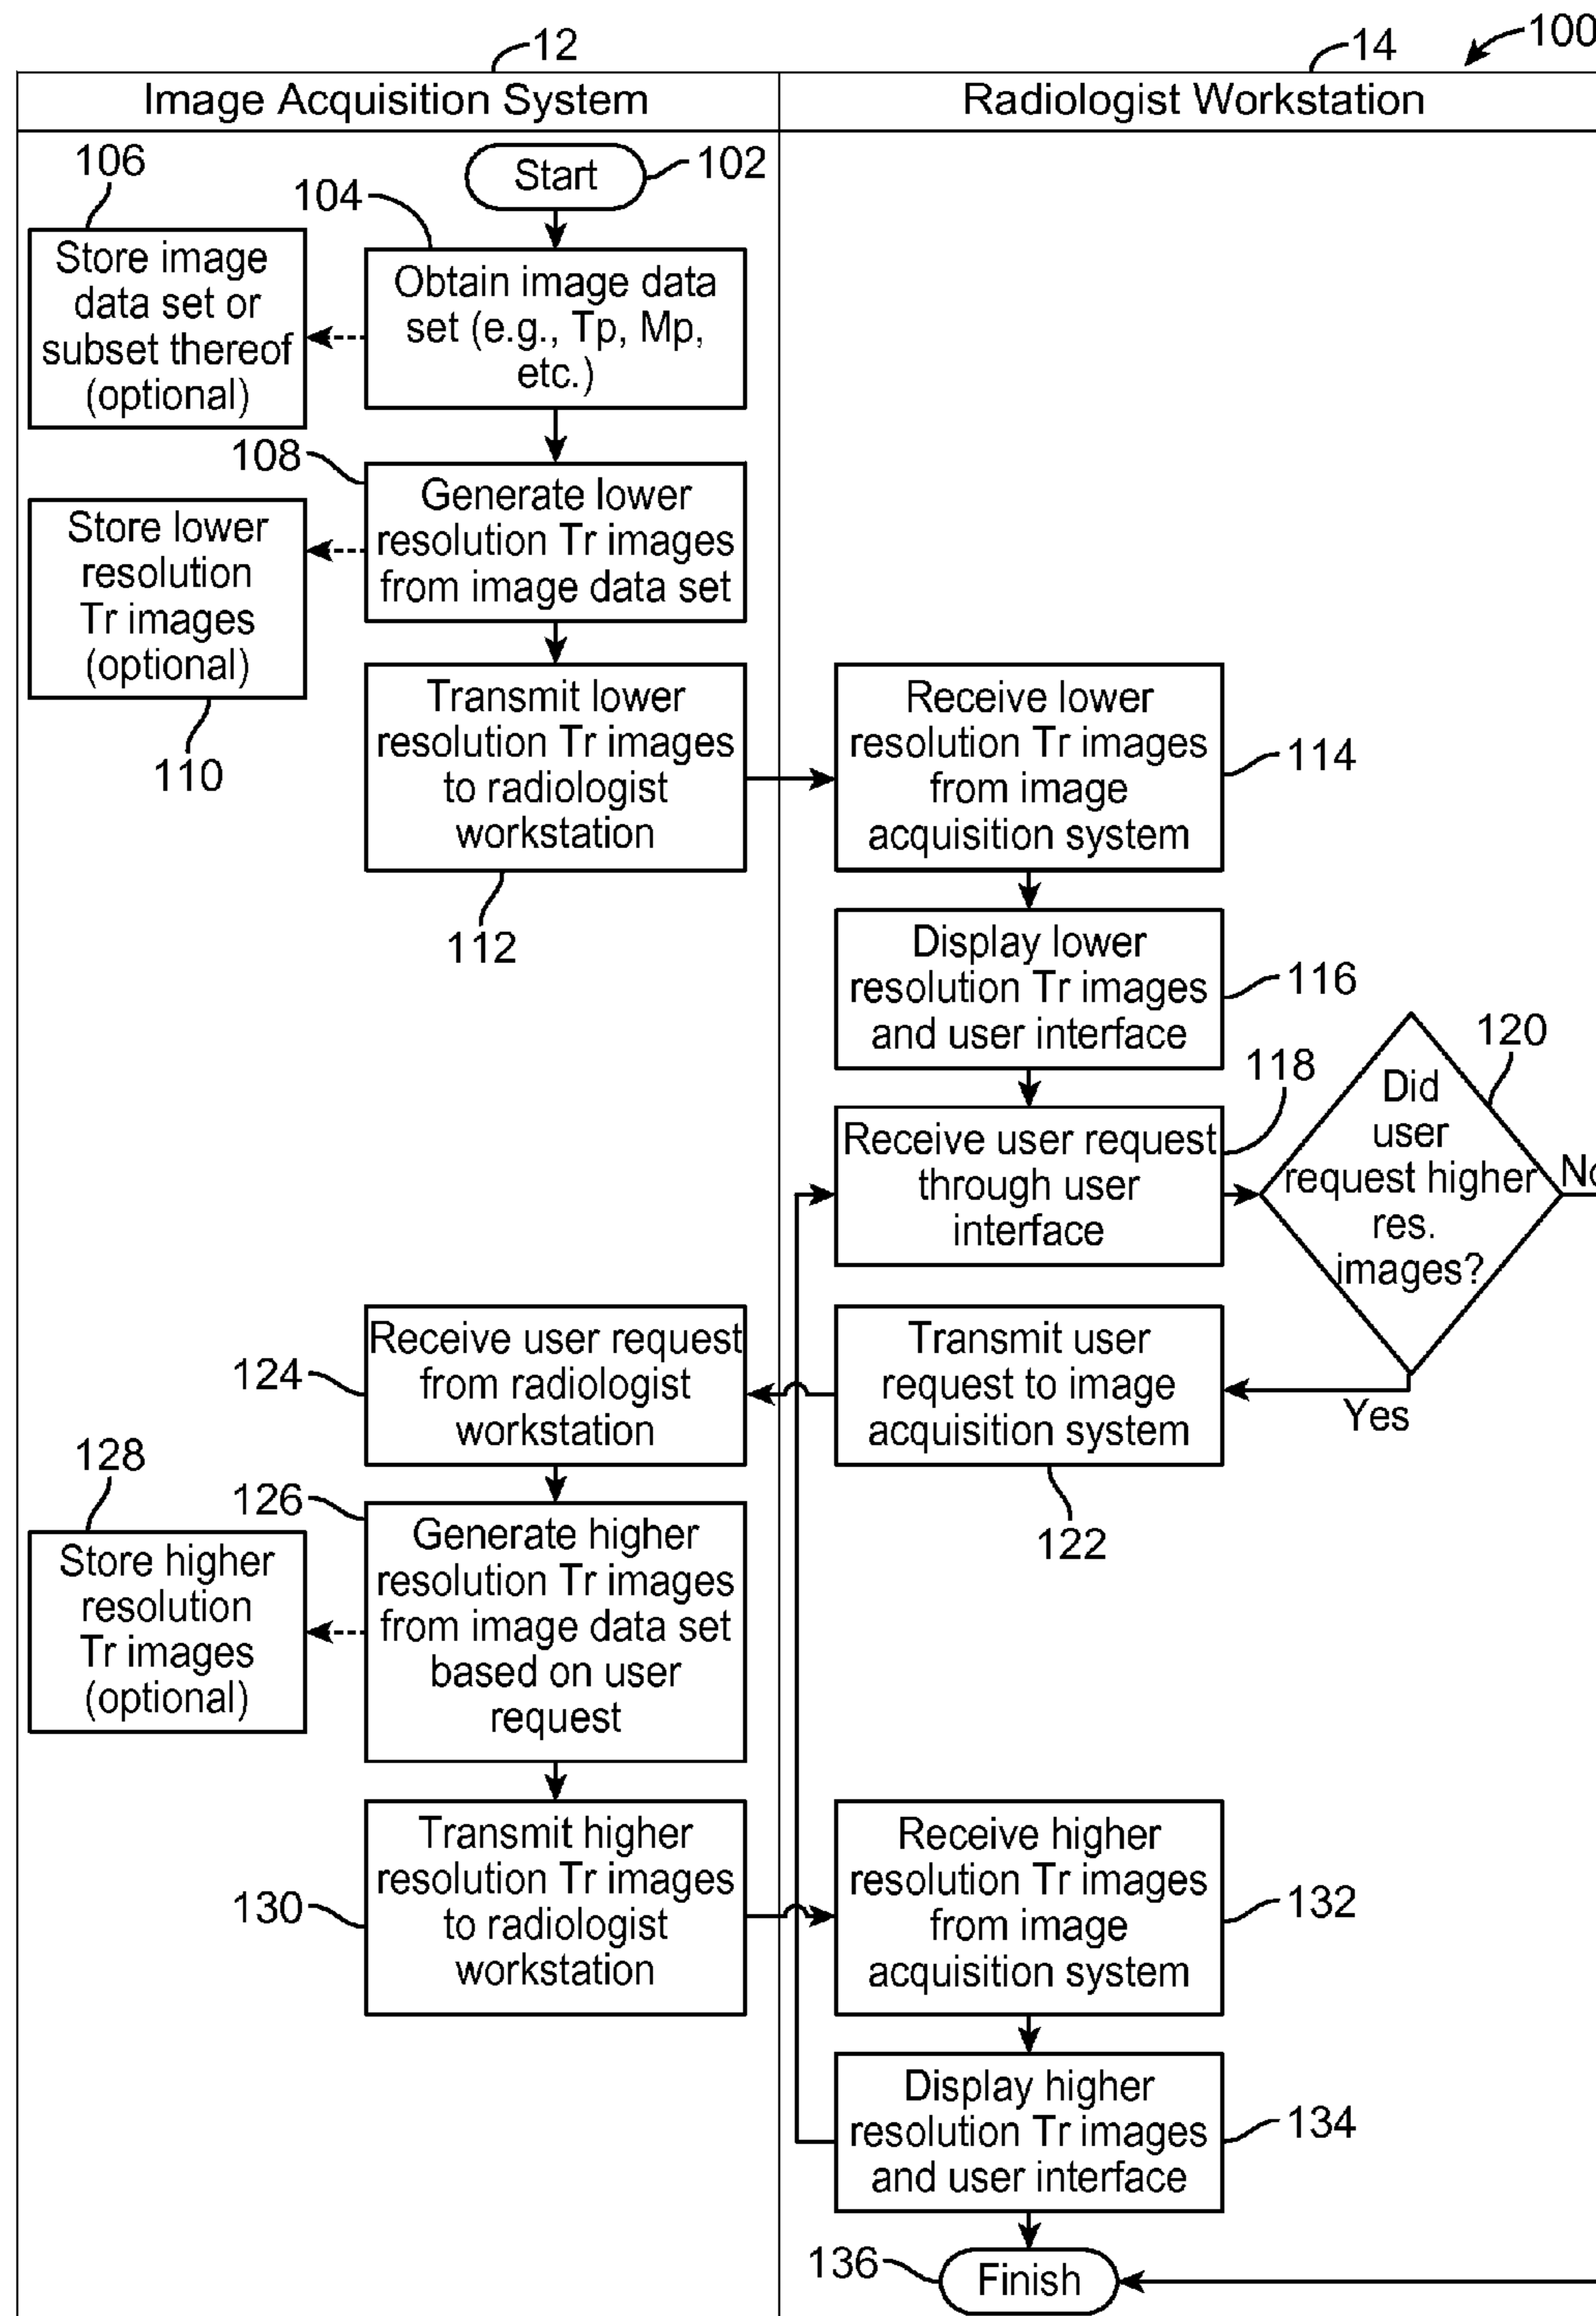 12
14
100
Image Acquisition System
Radiologist Workstation
106
Start
102
104
Store image
data set or
subset thereof
(optional)
Obtain image data
set (e.g., Tp, Mp,
etc.)
108
Generate lower
resolution Tr images
from image data set
Store lower
resolution
Tr images
(optional)
110
Transmit lower
resolution Tr images
to radiologist
workstation
112
Receive lower
resolution Tr images
from image
acquisition system
114
Display lower
resolution Tr images
and user interface
116
118
120
Receive user request
through user
interface
Did
user
request higher
res.
images?
No
Yes
Transmit user
request to image
acquisition system
122
124
Receive user request
from radiologist
workstation
128
126
Generate higher
resolution Tr images
from image data set
based on user
request
Store higher
resolution
Tr images
(optional)
130
Transmit higher
resolution Tr images
to radiologist
workstation
Receive higher
resolution Tr images
from image
acquisition system
132
Display higher
resolution Tr images
and user interface
134
136
Finish